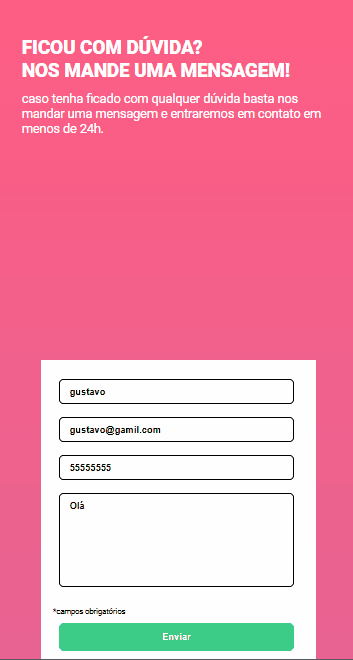 FICOU COM DÚVIDA?
NOS MANDE UMA MENSAGEM!
caso tenha ficado com qualquer dúvida basta nos
mandar uma mensagem e entraremos em contato em
menos de 24h.
gustavo
gustavo@gamil.com
55555555
Olá
*campos obrigatórios
Enviar